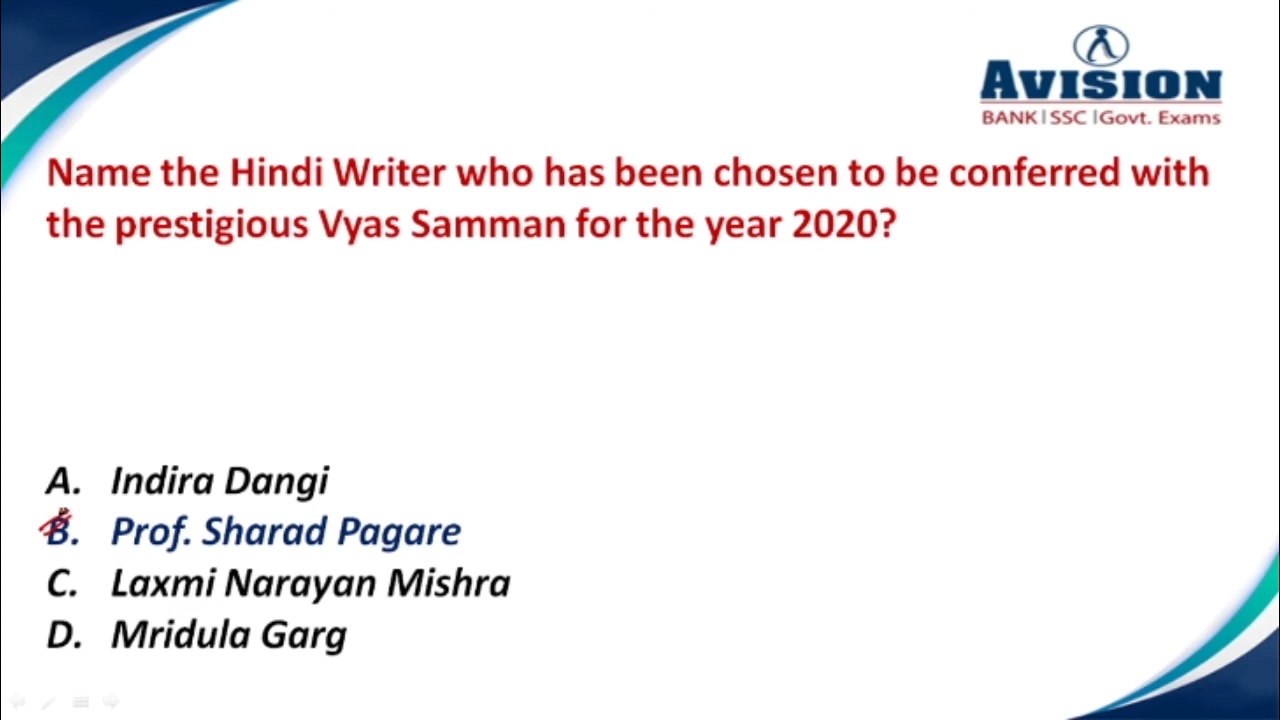 AVISION
BANK | SSC | Govt. Exams
Name the Hindi Writer who has been chosen to be conferred with
the prestigious Vyas Samman for the year 2020?
A. Indira Dangi
B. Prof. Sharad Pagare
C. Laxmi Narayan Mishra
D. Mridula Garg